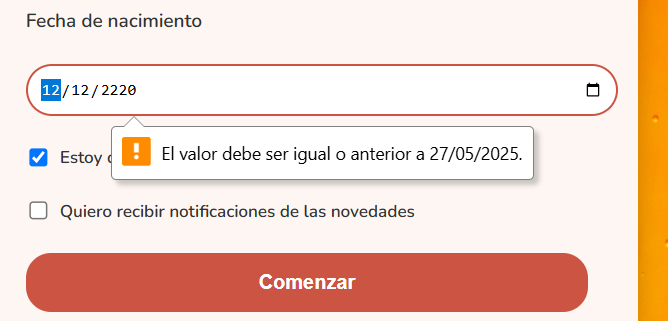 Fecha de nacimiento
12/12/2220
El valor debe ser igual o anterior a 27/05/2025.
Estoy
Quiero recibir notificaciones de las novedades
Comenzar